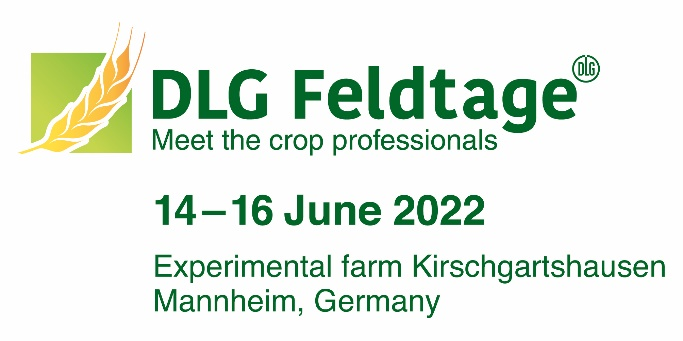 DLG Feldtage DLG
Meet the crop professionals
14–16 June 2022
Experimental farm Kirschgartshausen
Mannheim, Germany